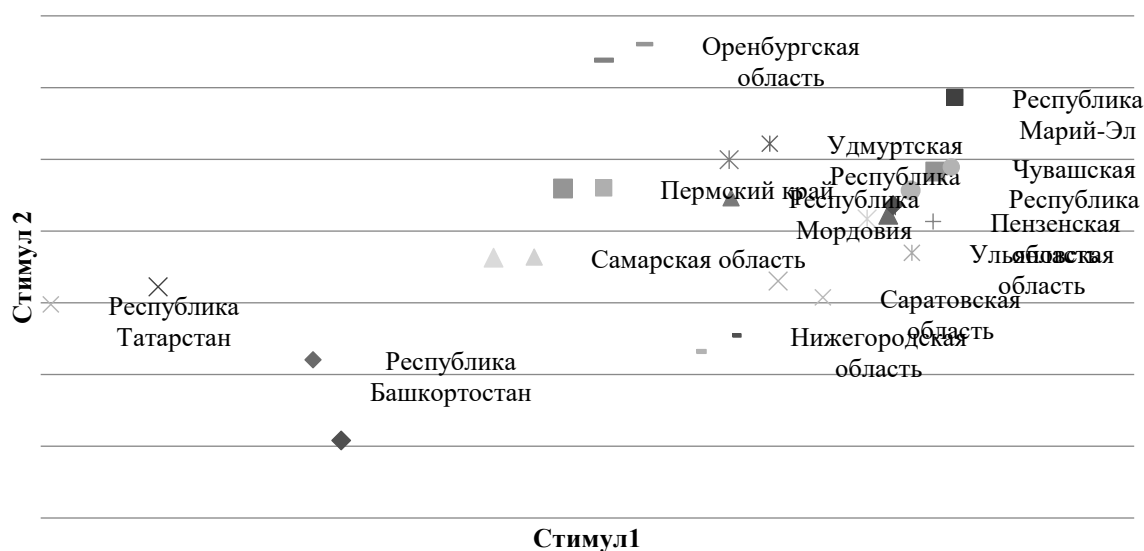 Оренбургская
область
Республика
Марий-Эл
Удмуртская
Республика
Чувашская
Республика
Пермский край
Республика
Мордовия
Пензенская
область
Ульяновская
область
Самарская область
Саратовская
область
Республика
Татарстан
Нижегородская
область
Республика
Башкортостан
Стимул 2
Стимул1